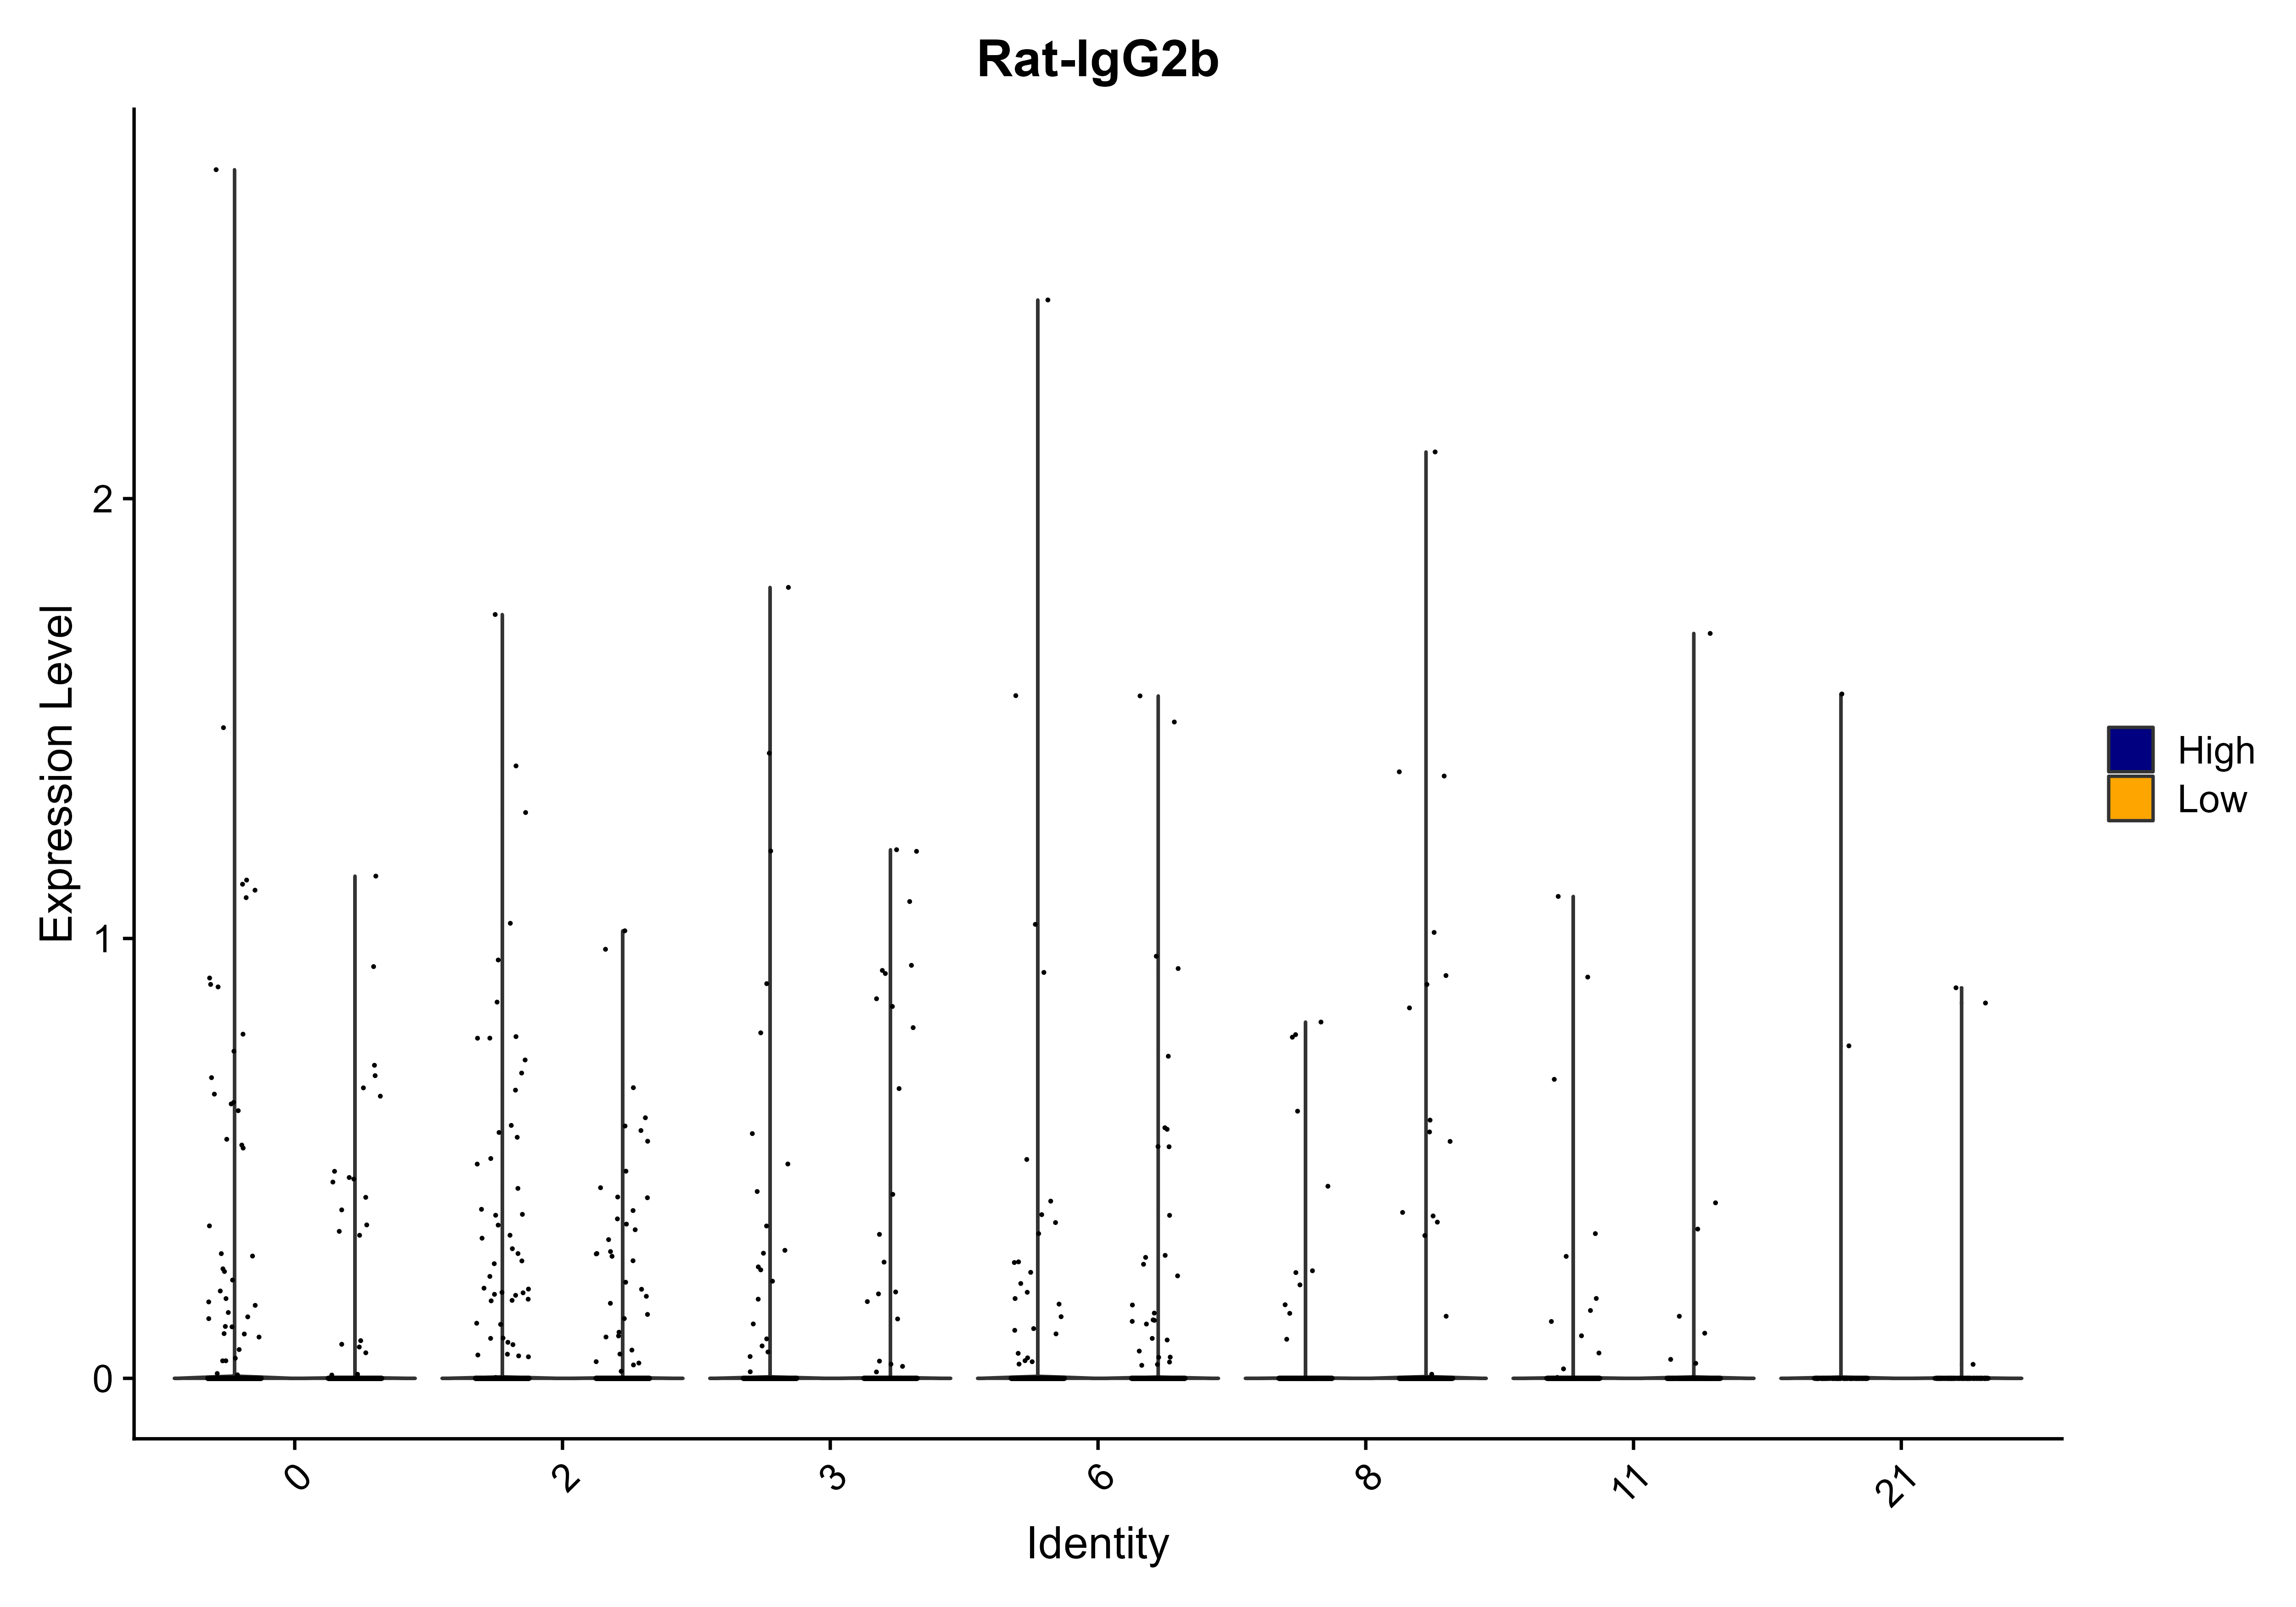 Rat-IgG2b
Expression Level
2
1
0
0 2 3 6 8 11 21
Identity
High
Low